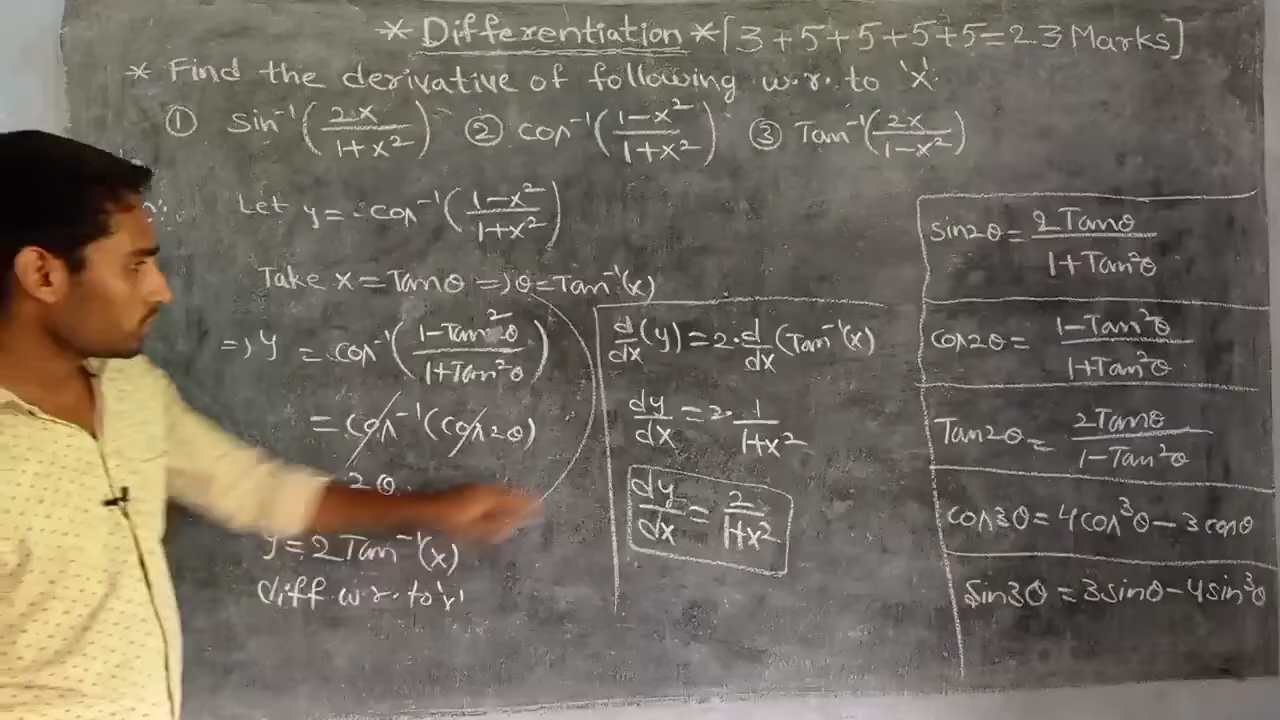 * Differentiation * [3+5+5+5+5=23 Marks]
* Find the derivative of following w.r. to 'x'.
① Sin⁻¹(2x/1+x²) ② Cos⁻¹(1-x²/1+x²) ③ Tan⁻¹(2x/1-x²)
Let y = Cos⁻¹(1-x²/1+x²)
Take x = Tanθ => θ = Tan⁻¹(x)
=> y = Cos⁻¹(1-Tan²θ/1+Tan²θ)
= Cos⁻¹(Cos2θ)
2θ
y = 2Tan⁻¹(x)
diff w.r. to 'x'
d/dx(y) = 2·d/dx(Tan⁻¹(x))
dy/dx = 2·1/1+x²
dy/dx = 2/1+x²
Sin2θ = 2Tanθ/1+Tan²θ
Cos2θ = 1-Tan²θ/1+Tan²θ
Tan2θ = 2Tanθ/1-Tan²θ
Cos3θ = 4cos³θ - 3cosθ
Sin3θ = 3sinθ - 4sin³θ